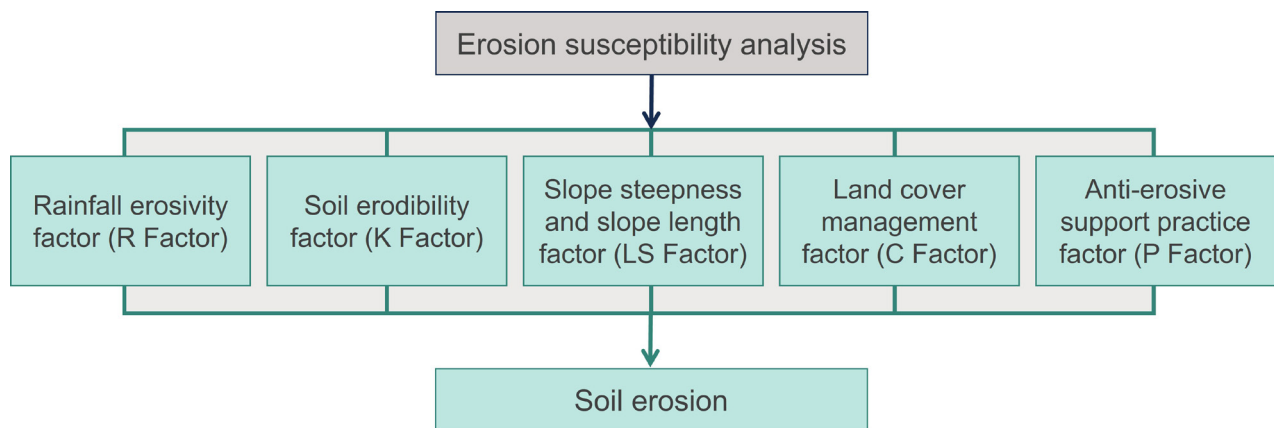 Erosion susceptibility analysis
Rainfall erosivity
factor (R Factor)
Soil erodibility
factor (K Factor)
Slope steepness
and slope length
factor (LS Factor)
Land cover
management
factor (C Factor)
Anti-erosive
support practice
factor (P Factor)
Soil erosion